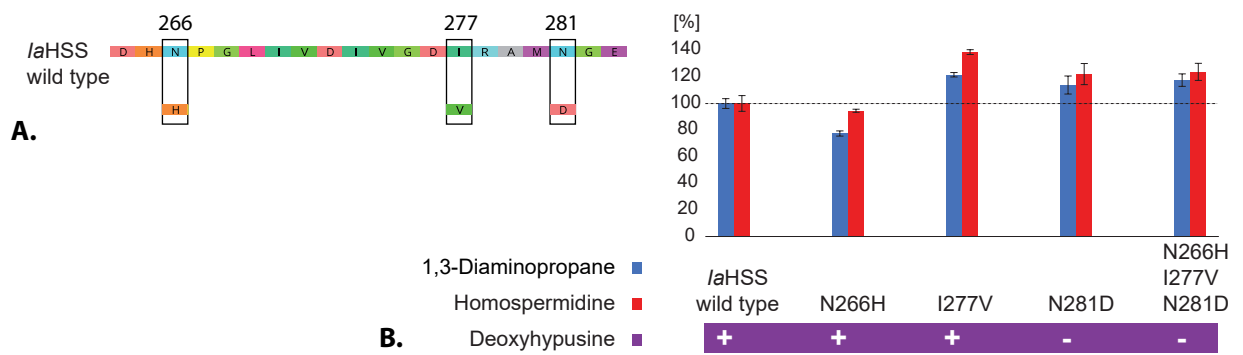 266 277 281
laHSS
wild type
D H N P G L I V D I V G D I R A M N G E
H V D
A.
[%]
140
120
100
80
60
40
20
0
1,3-Diaminopropane
Homospermidine
Deoxyhypusine
B.
laHSS
wild type
N266H
I277V
N281D
N266H
I277V
N281D
+ + + - -